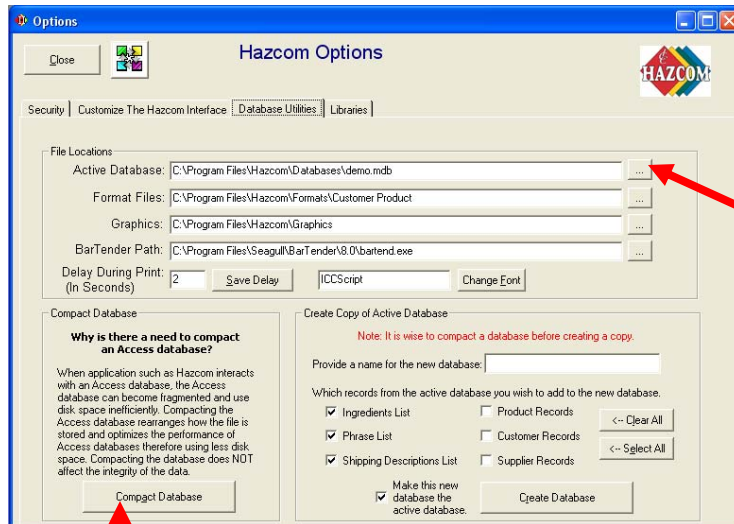 Options
Close
Hazcom Options
HAZCOM
Security
Customize The Hazcom Interface
Database Utilities
Libraries
File Locations
Active Database: C:\Program Files\Hazcom\Databases\demo.mdb ...
Format Files: C:\Program Files\Hazcom\Formats\Customer Product ...
Graphics: C:\Program Files\Hazcom\Graphics ...
BarTender Path: C:\Program Files\Seagull\BarTender\8.0\bartend.exe ...
Delay During Print: 2 Save Delay ICCScript Change Font
(In Seconds)
Compact Database
Why is there a need to compact
an Access database?
When application such as Hazcom interacts
with an Access database, the Access
database can become fragmented and use
disk space inefficiently. Compacting the
Access database rearranges how the file is
stored and optimizes the performance of
Access databases therefore using less disk
space. Compacting the database does NOT
affect the integrity of the data.
Compact Database
Create Copy of Active Database
Note: It is wise to compact a database before creating a copy.
Provide a name for the new database:
Which records from the active database you wish to add to the new database.
Ingredients List Product Records <-- Clear All
Phrase List Customer Records
Shipping Descriptions List Supplier Records <-- Select All
Make this new
database the
active database.
Create Database